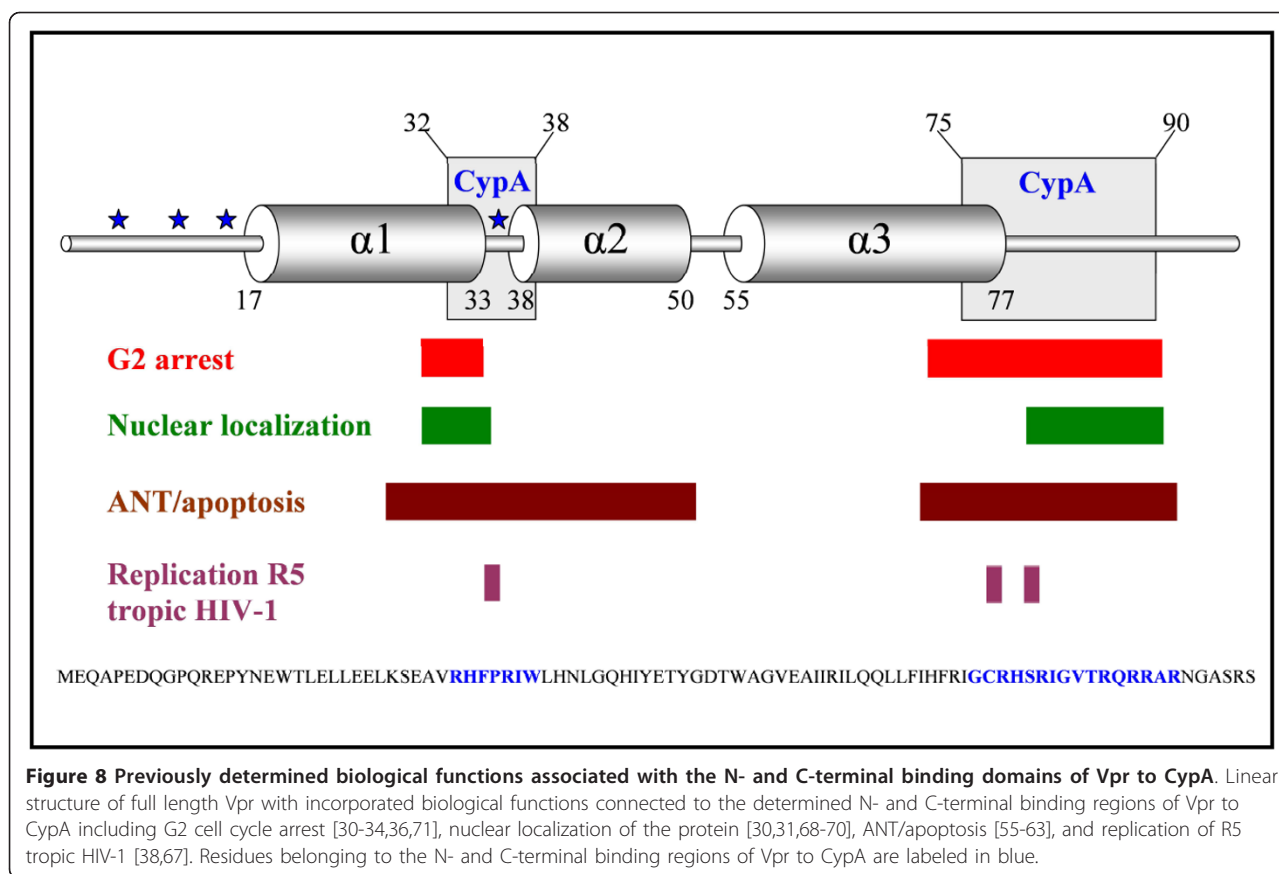 32 38 75 90
CypA CypA
α1 α2 α3
17 33 38 50 55 77
G2 arrest
Nuclear localization
ANT/apoptosis
Replication R5
tropic HIV-1
MEQAPEDQGPQREPYNEWTLELLEELKSEAVRHFPRIWLHNLGQHIYETYGDTWAGVEAIIRILQQLLFIHFRIGCRHSRIGVTRQRRARNGASRS
Figure 8 Previously determined biological functions associated with the N- and C-terminal binding domains of Vpr to CypA. Linear
structure of full length Vpr with incorporated biological functions connected to the determined N- and C-terminal binding regions of Vpr to
CypA including G2 cell cycle arrest [30-34,36,71], nuclear localization of the protein [30,31,68-70], ANT/apoptosis [55-63], and replication of R5
tropic HIV-1 [38,67]. Residues belonging to the N- and C-terminal binding regions of Vpr to CypA are labeled in blue.